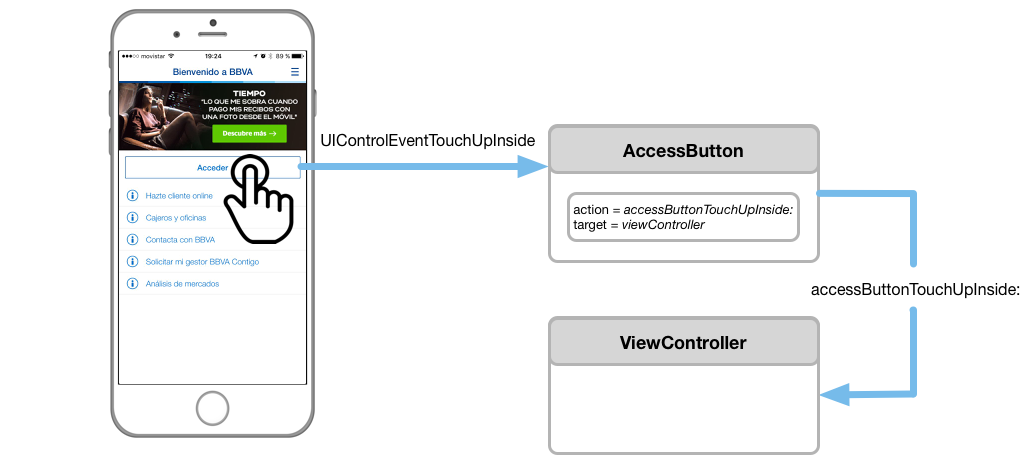 ●●●○○ movistar 19:24 89 %
Bienvenido a BBVA
TIEMPO
"LO QUE ME SOBRA CUANDO
PAGO MIS RECIBOS CON
UNA FOTO DESDE EL MÓVIL"
Descubre más →
Acceder
Hazte cliente online
Cajeros y oficinas
Contacta con BBVA
Solicitar mi gestor BBVA Contigo
Análisis de mercados
UIControlEventTouchUpInside
AccessButton
action = accessButtonTouchUpInside:
target = viewController
accessButtonTouchUpInside:
ViewController